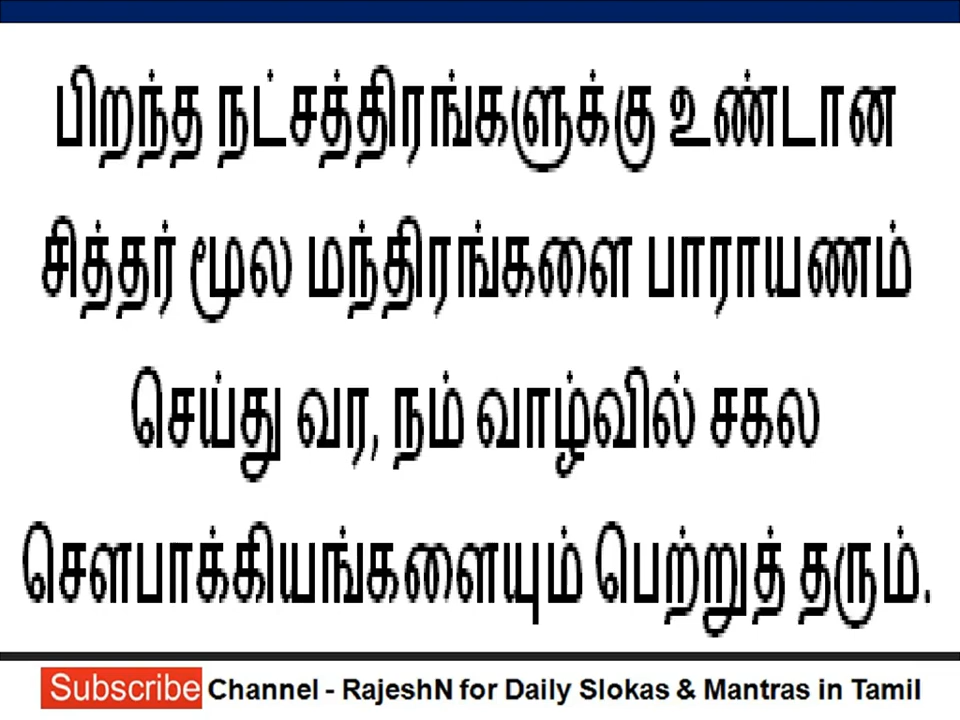 பிறந்த நட்சத்திரங்களுக்கு உண்டான
சித்தர் மூல மந்திரங்களை பாராயணம்
செய்து வர, நம் வாழ்வில் சகல
சௌபாக்கியங்களையும் பெற்றுத் தரும்.
Subscribe Channel - RajeshN for Daily Slokas & Mantras in Tamil